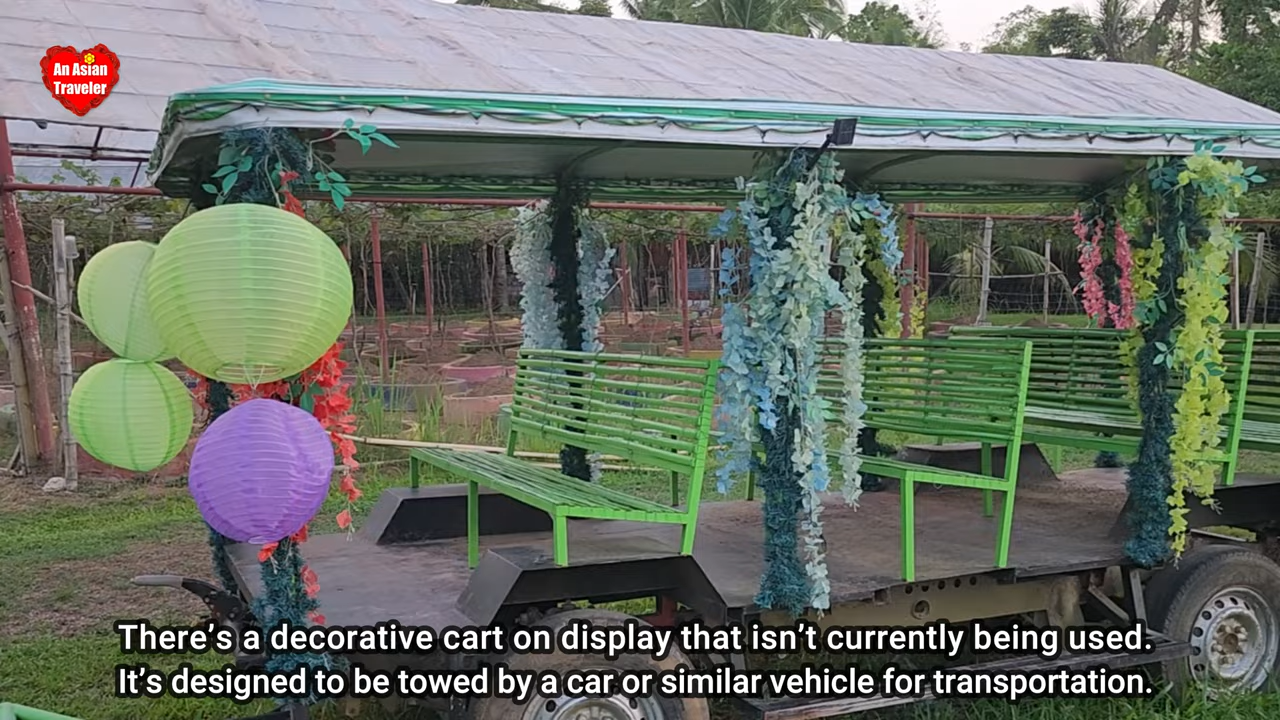 An Asian
Traveler
There's a decorative cart on display that isn't currently being used.
It's designed to be towed by a car or similar vehicle for transportation.